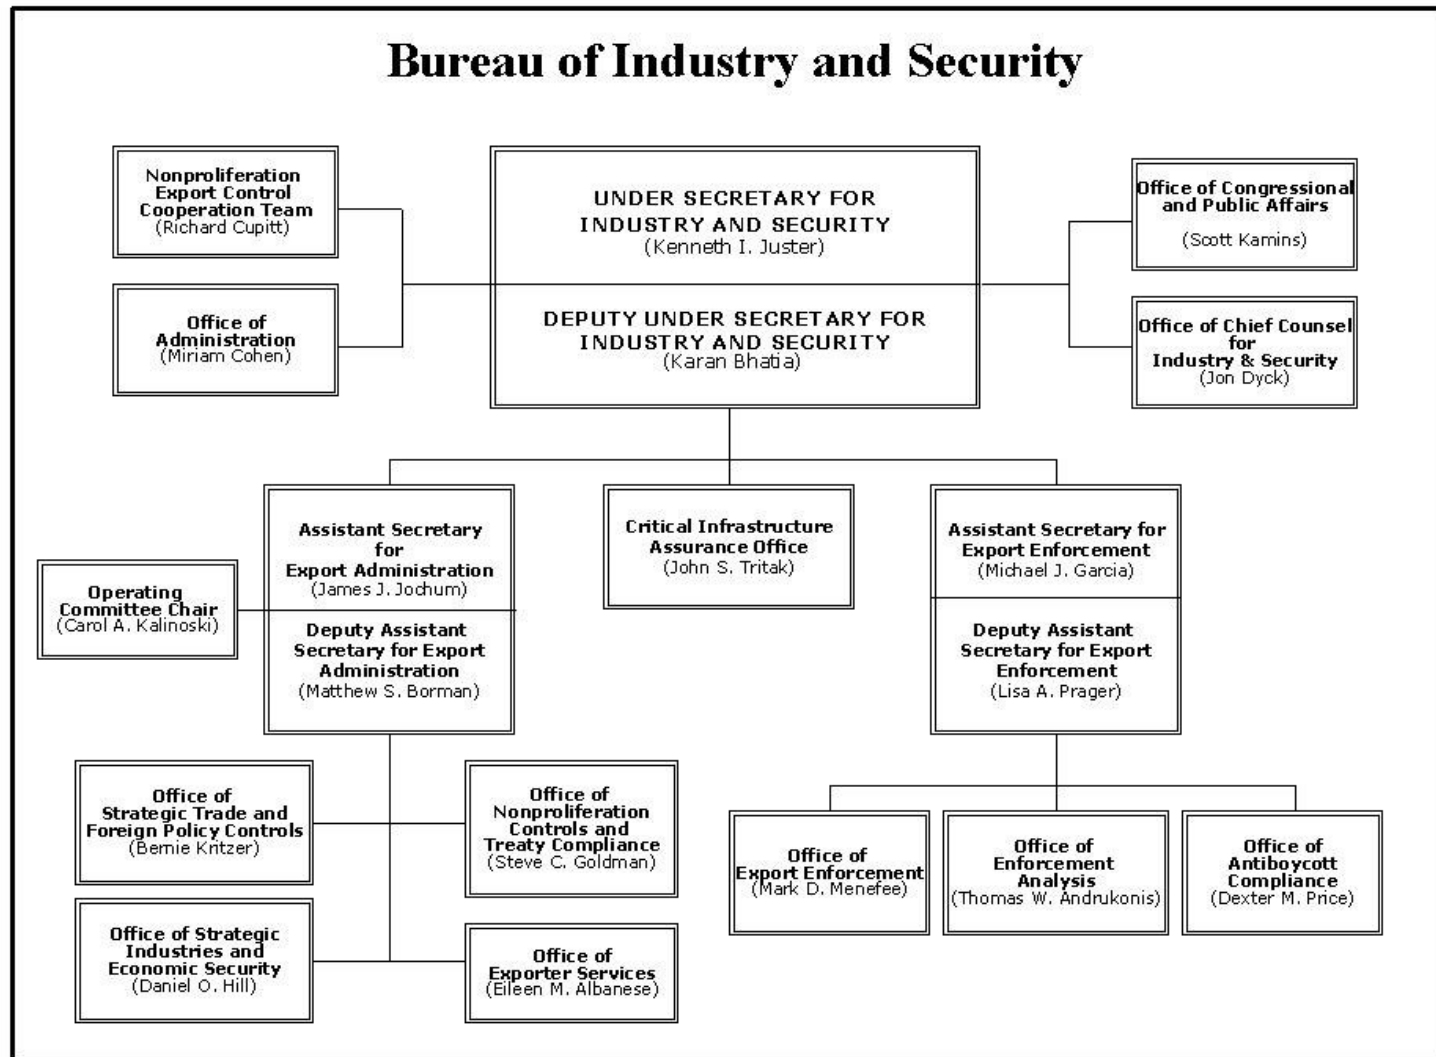 Bureau of Industry and Security
Nonproliferation
Export Control
Cooperation Team
(Richard Cupitt)
UNDER SECRETARY FOR
INDUSTRY AND SECURITY
(Kenneth I. Juster)
Office of Congressional
and Public Affairs
(Scott Kamins)
Office of
Administration
(Miriam Cohen)
DEPUTY UNDER SECRETARY FOR
INDUSTRY AND SECURITY
(Karan Bhatia)
Office of Chief Counsel
for
Industry & Security
(Jon Dyck)
Assistant Secretary
for
Export Administration
(James J. Jochum)
Critical Infrastructure
Assurance Office
(John S. Tritak)
Assistant Secretary for
Export Enforcement
(Michael J. Garcia)
Operating
Committee Chair
(Carol A. Kalinoski)
Deputy Assistant
Secretary for Export
Administration
(Matthew S. Borman)
Deputy Assistant
Secretary for Export
Enforcement
(Lisa A. Prager)
Office of
Strategic Trade and
Foreign Policy Controls
(Bernie Kritzer)
Office of
Nonproliferation
Controls and
Treaty Compliance
(Steve C. Goldman)
Office of
Export Enforcement
(Mark D. Menefee)
Office of
Enforcement
Analysis
(Thomas W. Andrukonis)
Office of
Antiboycott
Compliance
(Dexter M. Price)
Office of Strategic
Industries and
Economic Security
(Daniel O. Hill)
Office of
Exporter Services
(Eileen M. Albanese)